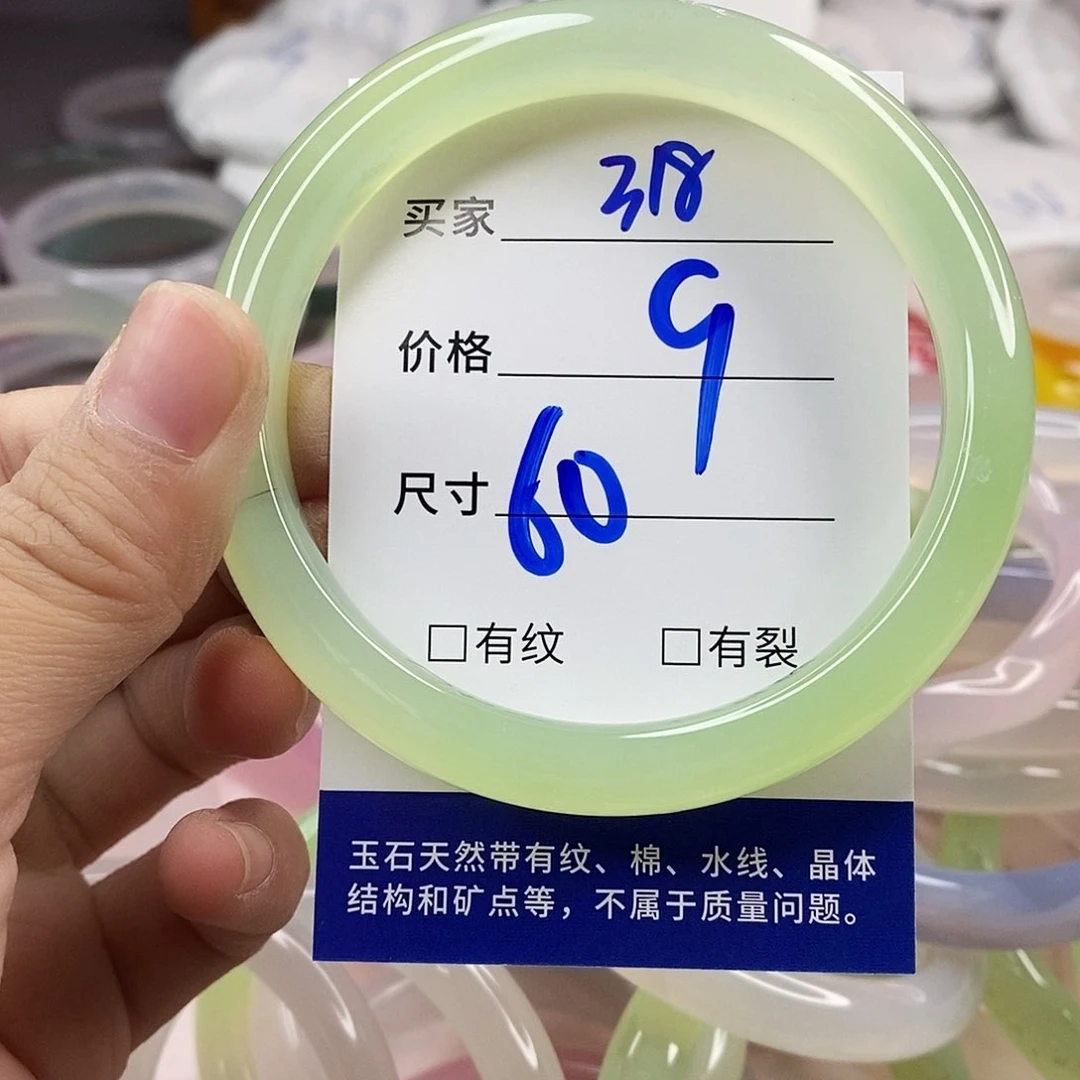 买家 318
价格 9
尺寸 60
□有纹 □有裂
玉石天然带有纹、棉、水线、晶体
结构和矿点等，不属于质量问题。